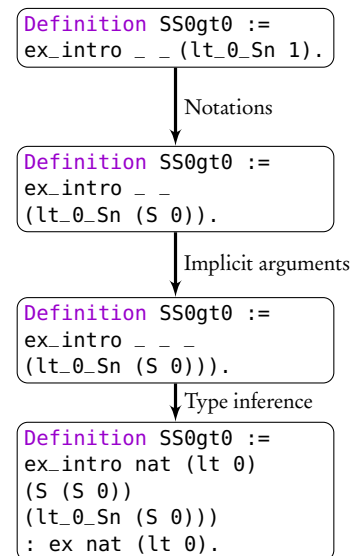 Definition SS0gt0 :=
ex_intro _ _ (lt_0_Sn 1).
Notations
Definition SS0gt0 :=
ex_intro _ _
(lt_0_Sn (S 0)).
Implicit arguments
Definition SS0gt0 :=
ex_intro _ _ _
(lt_0_Sn (S 0))).
Type inference
Definition SS0gt0 :=
ex_intro nat (lt 0)
(S (S 0))
(lt_0_Sn (S 0)))
: ex nat (lt 0).